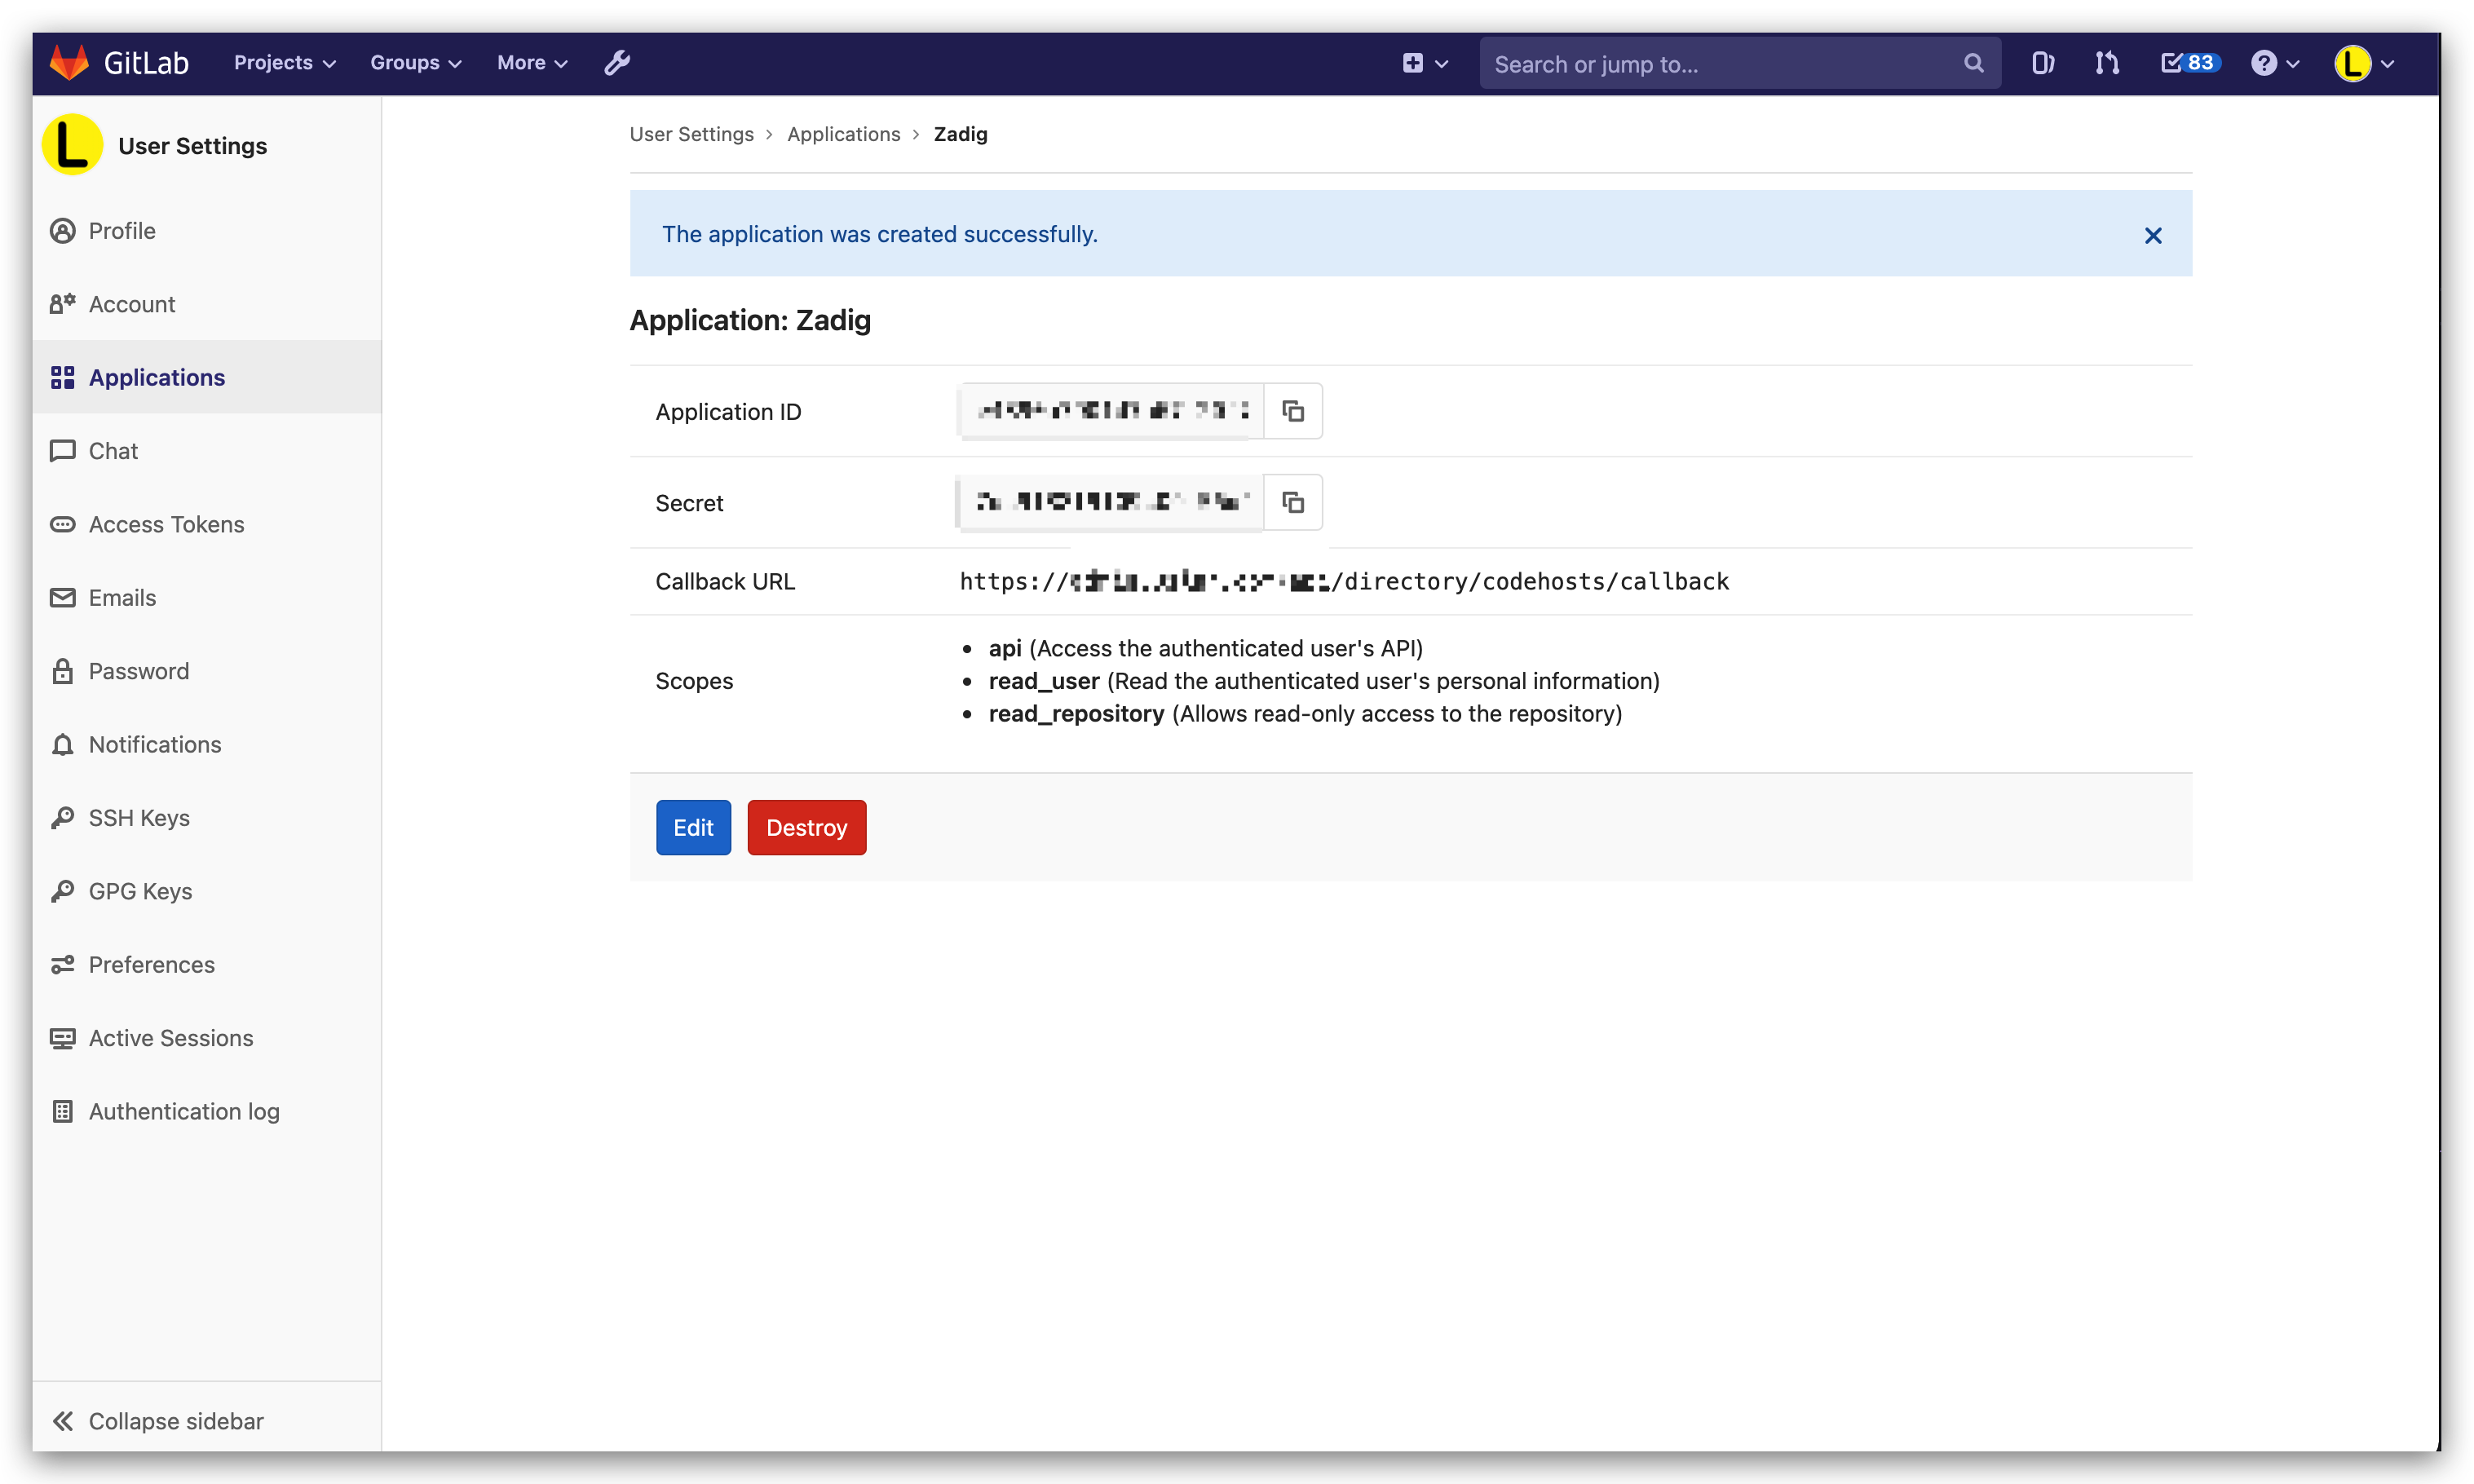 GitLab Projects Groups More Search or jump to... 83 L
L User Settings
Profile
Account
Applications
Chat
Access Tokens
Emails
Password
Notifications
SSH Keys
GPG Keys
Preferences
Active Sessions
Authentication log
Collapse sidebar
User Settings > Applications > Zadig
The application was created successfully.
Application: Zadig
Application ID
Secret
Callback URL https:// /directory/codehosts/callback
Scopes
• api (Access the authenticated user's API)
• read_user (Read the authenticated user's personal information)
• read_repository (Allows read-only access to the repository)
Edit Destroy